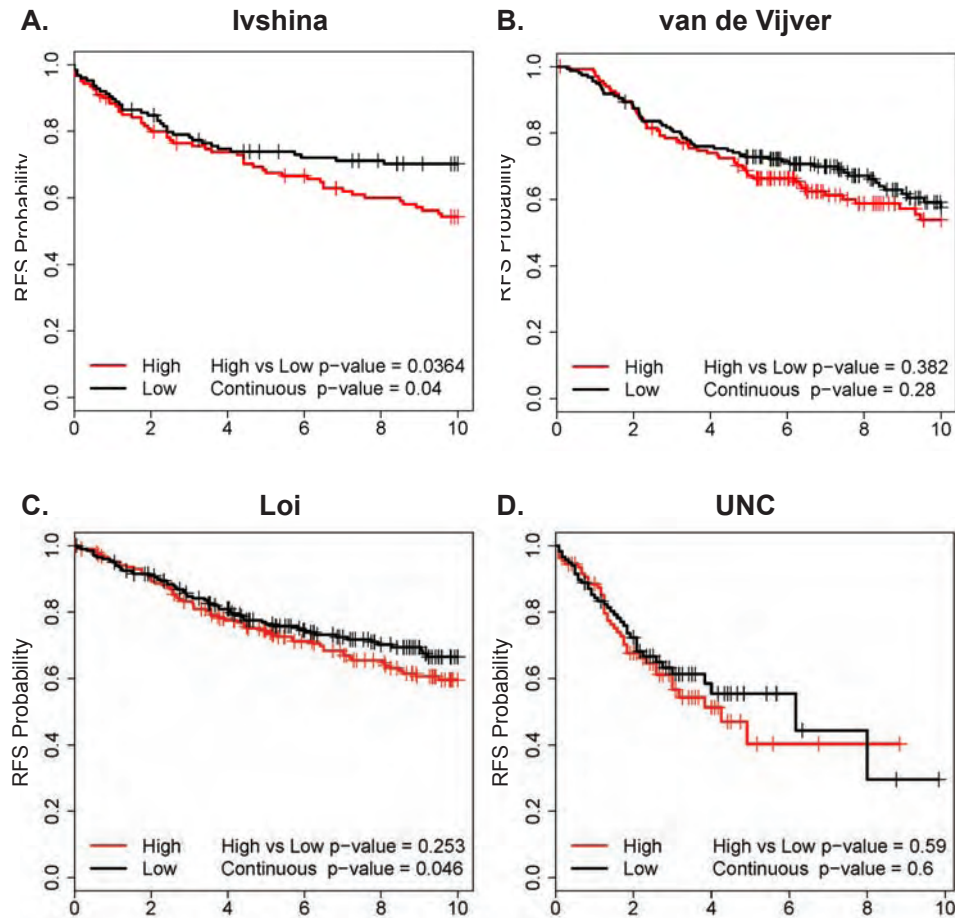 A. Ivshina
RFS Probability
1.0
0.8
0.6
0.4
0.2
0.0
High High vs Low p-value = 0.0364
Low Continuous p-value = 0.04
0 2 4 6 8 10
B. van de Vijver
RFS Probability
1.0
0.8
0.6
0.4
0.2
0.0
High High vs Low p-value = 0.382
Low Continuous p-value = 0.28
0 2 4 6 8 10
C. Loi
RFS Probability
1.0
0.8
0.6
0.4
0.2
0.0
High High vs Low p-value = 0.253
Low Continuous p-value = 0.046
0 2 4 6 8 10
D. UNC
RFS Probability
1.0
0.8
0.6
0.4
0.2
0.0
High High vs Low p-value = 0.59
Low Continuous p-value = 0.6
0 2 4 6 8 10